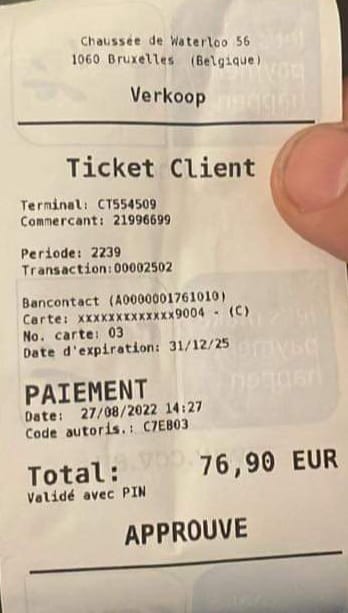 Chaussée de Waterloo 56
1060 Bruxelles (Belgique)
Verkoop
Ticket Client
Terminal: CT554509
Commercant: 21996699
Periode: 2239
Transaction:00002502
Bancontact (A0000001761010)
Carte: xxxxxxxxxxxxx9004 - (C)
No. carte: 03
Date d'expiration: 31/12/25
PAIEMENT
Date: 27/08/2022 14:27
Code autoris.: C7EB03
Total: 76,90 EUR
Validé avec PIN
APPROUVE